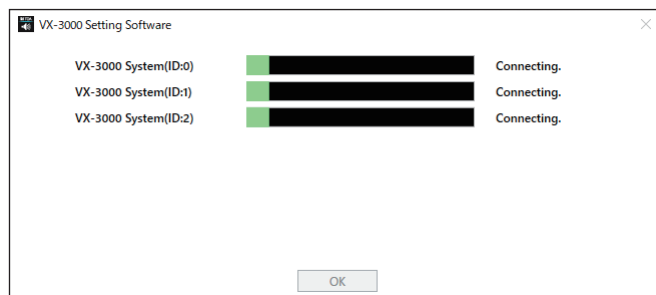 VX-3000 Setting Software
VX-3000 System(ID:0) Connecting.
VX-3000 System(ID:1) Connecting.
VX-3000 System(ID:2) Connecting.
OK